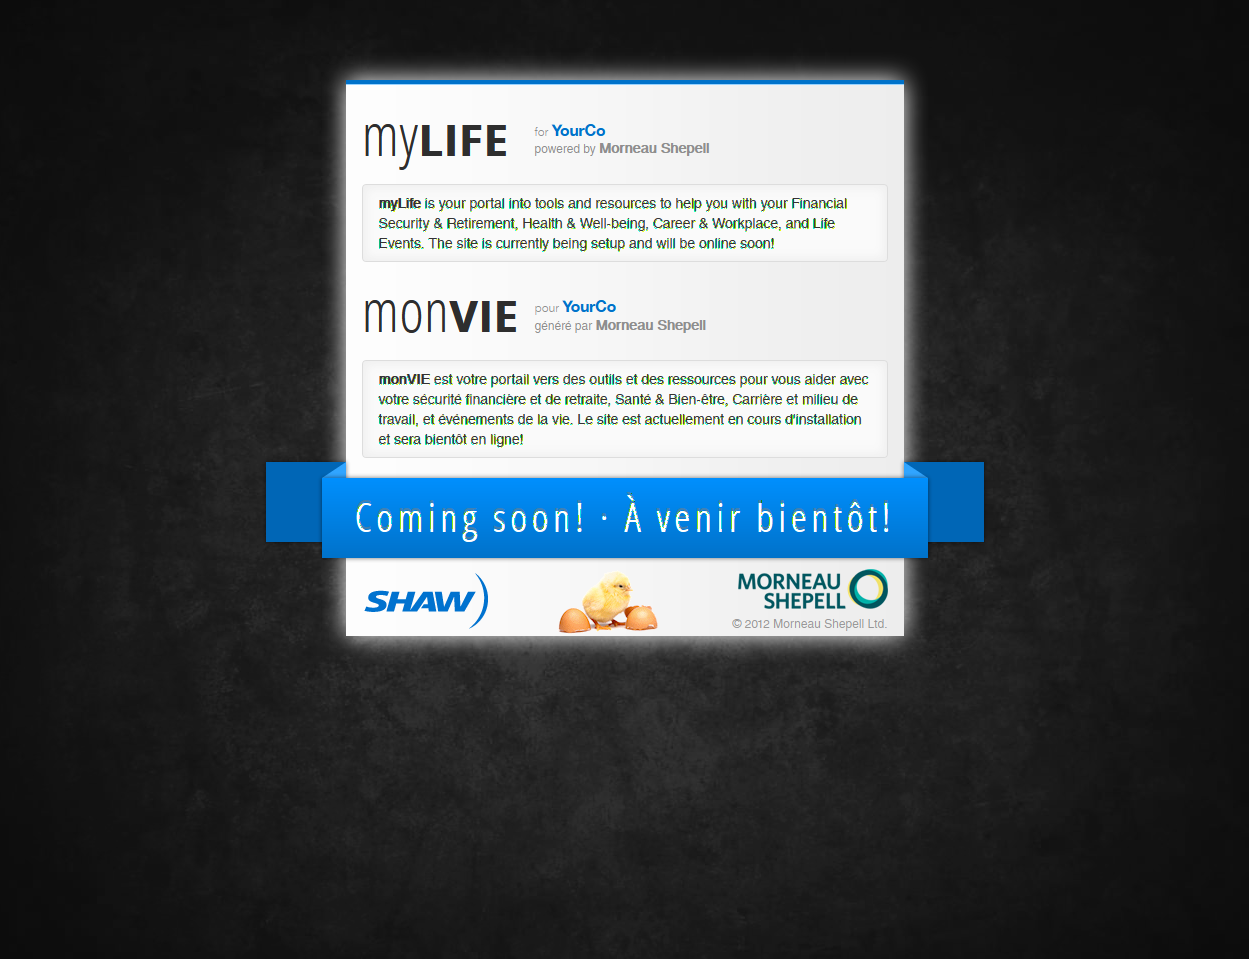 myLIFE
for YourCo
powered by Morneau Shepell
myLife is your portal into tools and resources to help you with your Financial
Security & Retirement, Health & Well-being, Career & Workplace, and Life
Events. The site is currently being setup and will be online soon!
monVIE
pour YourCo
généré par Morneau Shepell
monVIE est votre portail vers des outils et des ressources pour vous aider avec
votre sécurité financière et de retraite, Santé & Bien-être, Carrière et milieu de
travail, et événements de la vie. Le site est actuellement en cours d'installation
et sera bientôt en ligne!
Coming soon! · À venir bientôt!
SHAW
MORNEAU
SHEPELL
© 2012 Morneau Shepell Ltd.